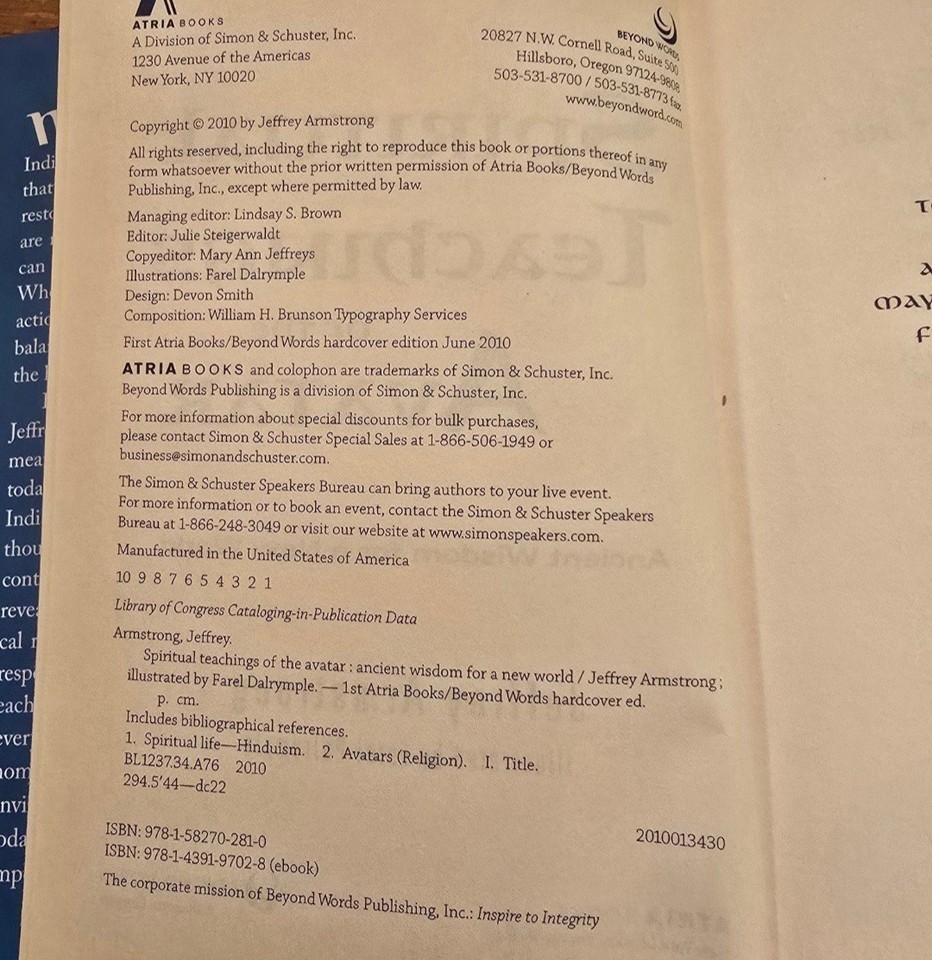 ATRIA BOOKS
A Division of Simon & Schuster, Inc.
1230 Avenue of the Americas
New York, NY 10020
BEYOND WORDS
20827 N.W. Cornell Road, Suite 500
Hillsboro, Oregon 97124-9808
503-531-8700 / 503-531-8773 fax
www.beyondword.com
Copyright © 2010 by Jeffrey Armstrong
All rights reserved, including the right to reproduce this book or portions thereof in any
form whatsoever without the prior written permission of Atria Books/Beyond Words
Publishing, Inc., except where permitted by law.
Managing editor: Lindsay S. Brown
Editor: Julie Steigerwaldt
Copyeditor: Mary Ann Jeffreys
Illustrations: Farel Dalrymple
Design: Devon Smith
Composition: William H. Brunson Typography Services
First Atria Books/Beyond Words hardcover edition June 2010
ATRIA BOOKS and colophon are trademarks of Simon & Schuster, Inc.
Beyond Words Publishing is a division of Simon & Schuster, Inc.
For more information about special discounts for bulk purchases,
please contact Simon & Schuster Special Sales at 1-866-506-1949 or
business@simonandschuster.com.
The Simon & Schuster Speakers Bureau can bring authors to your live event.
For more information or to book an event, contact the Simon & Schuster Speakers
Bureau at 1-866-248-3049 or visit our website at www.simonspeakers.com.
Manufactured in the United States of America
10 9 8 7 6 5 4 3 2 1
Library of Congress Cataloging-in-Publication Data
Armstrong, Jeffrey.
Spiritual teachings of the avatar : ancient wisdom for a new world / Jeffrey Armstrong ;
illustrated by Farel Dalrymple. — 1st Atria Books/Beyond Words hardcover ed.
p. cm.
Includes bibliographical references.
1. Spiritual life—Hinduism. 2. Avatars (Religion). I. Title.
BL1237.34.A76 2010
294.5'44—dc22
2010013430
ISBN: 978-1-58270-281-0
ISBN: 978-1-4391-9702-8 (ebook)
The corporate mission of Beyond Words Publishing, Inc.: Inspire to Integrity
Indi
that
resto
are
can
Wh
actio
bala
the
Jeffr
mea
toda
Indi
thou
cont
reve
cal
resp
each
ver
nvi
mp
may